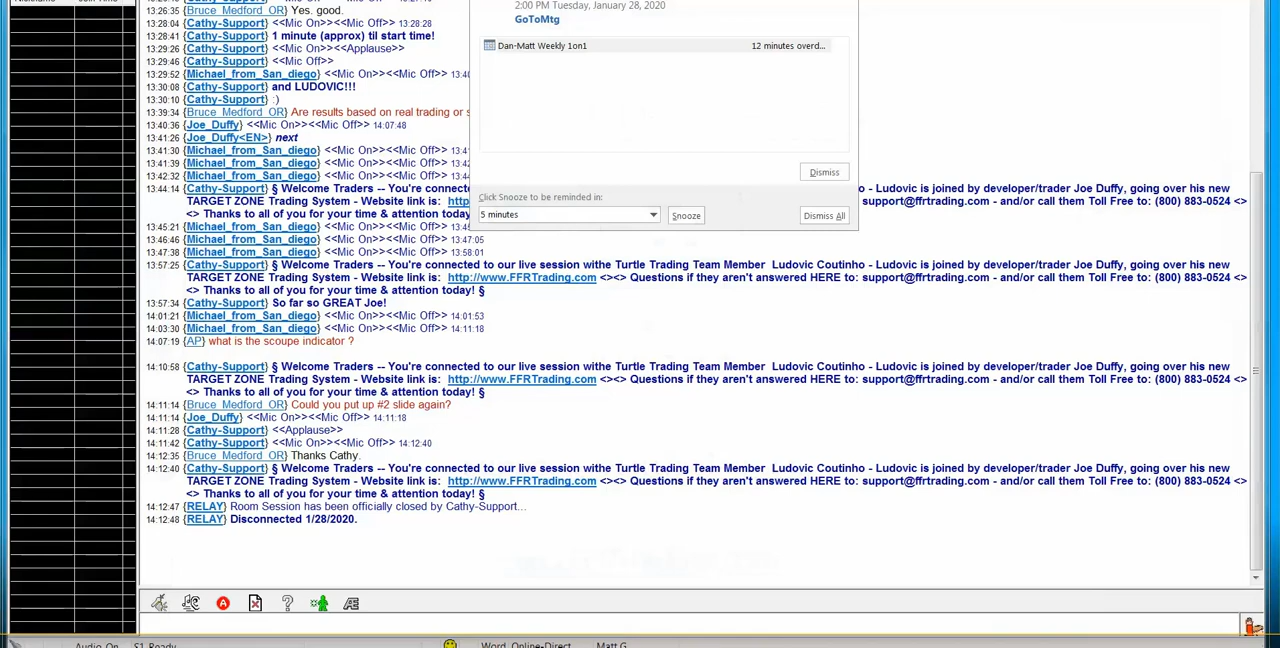 2:00 PM Tuesday, January 28, 2020
GoToMtg
Dan-Matt Weekly 1on1 12 minutes overd...
Dismiss
Click Snooze to be reminded in:
5 minutes Snooze Dismiss All
13:26:35 {Bruce_Medford_OR} Yes. good.
13:28:04 {Cathy-Support} <<Mic On>><<Mic Off>> 13:28:28
13:28:41 {Cathy-Support} 1 minute (approx) til start time!
13:29:26 {Cathy-Support} <<Mic On>><<Applause>>
13:29:46 {Cathy-Support} <<Mic Off>>
13:29:52 {Michael_from_San_diego} <<Mic On>><<Mic Off>> 13:40
13:30:08 {Cathy-Support} and LUDOVIC!!!
13:30:10 {Cathy-Support} :)
13:39:34 {Bruce_Medford_OR} Are results based on real trading or s
13:40:36 {Joe_Duffy} <<Mic On>><<Mic Off>> 14:07:48
13:41:26 {Joe_Duffy<EN>} next
13:41:30 {Michael_from_San_diego} <<Mic On>><<Mic Off>> 13:41
13:41:39 {Michael_from_San_diego} <<Mic On>><<Mic Off>> 13:42
13:42:32 {Michael_from_San_diego} <<Mic On>><<Mic Off>>
13:44:14 {Cathy-Support} § Welcome Traders -- You're connected o - Ludovic is joined by developer/trader Joe Duffy, going over his new
TARGET ZONE Trading System - Website link is: http support@ffrtrading.com - and/or call them Toll Free to: (800) 883-0524 <>
<> Thanks to all of you for your time & attention today! §
13:45:21 {Michael_from_San_diego} <<Mic On>><<Mic Off>>
13:46:46 {Michael_from_San_diego} <<Mic On>><<Mic Off>> 13:47:05
13:47:38 {Michael_from_San_diego} <<Mic On>><<Mic Off>> 13:58:01
13:57:25 {Cathy-Support} § Welcome Traders -- You're connected to our live session withe Turtle Trading Team Member Ludovic Coutinho - Ludovic is joined by developer/trader Joe Duffy, going over his new
TARGET ZONE Trading System - Website link is: http://www.FFRTrading.com <><> Questions if they aren't answered HERE to: support@ffrtrading.com - and/or call them Toll Free to: (800) 883-0524 <>
<> Thanks to all of you for your time & attention today! §
13:57:34 {Cathy-Support} So far so GREAT Joe!
14:01:21 {Michael_from_San_diego} <<Mic On>><<Mic Off>> 14:01:53
14:03:30 {Michael_from_San_diego} <<Mic On>><<Mic Off>> 14:11:18
14:07:19 {AP} what is the scoupe indicator ?
14:10:58 {Cathy-Support} § Welcome Traders -- You're connected to our live session withe Turtle Trading Team Member Ludovic Coutinho - Ludovic is joined by developer/trader Joe Duffy, going over his new
TARGET ZONE Trading System - Website link is: http://www.FFRTrading.com <><> Questions if they aren't answered HERE to: support@ffrtrading.com - and/or call them Toll Free to: (800) 883-0524 <>
<> Thanks to all of you for your time & attention today! §
14:11:14 {Bruce_Medford_OR} Could you put up #2 slide again?
14:11:14 {Joe_Duffy} <<Mic On>><<Mic Off>> 14:11:18
14:11:28 {Cathy-Support} <<Applause>>
14:11:42 {Cathy-Support} <<Mic On>><<Mic Off>> 14:12:40
14:12:35 {Bruce_Medford_OR} Thanks Cathy.
14:12:40 {Cathy-Support} § Welcome Traders -- You're connected to our live session withe Turtle Trading Team Member Ludovic Coutinho - Ludovic is joined by developer/trader Joe Duffy, going over his new
TARGET ZONE Trading System - Website link is: http://www.FFRTrading.com <><> Questions if they aren't answered HERE to: support@ffrtrading.com - and/or call them Toll Free to: (800) 883-0524 <>
<> Thanks to all of you for your time & attention today! §
14:12:47 {RELAY} Room Session has been officially closed by Cathy-Support...
14:12:48 {RELAY} Disconnected 1/28/2020.
Audio On S1 Ready Word Online-Direct Matt G